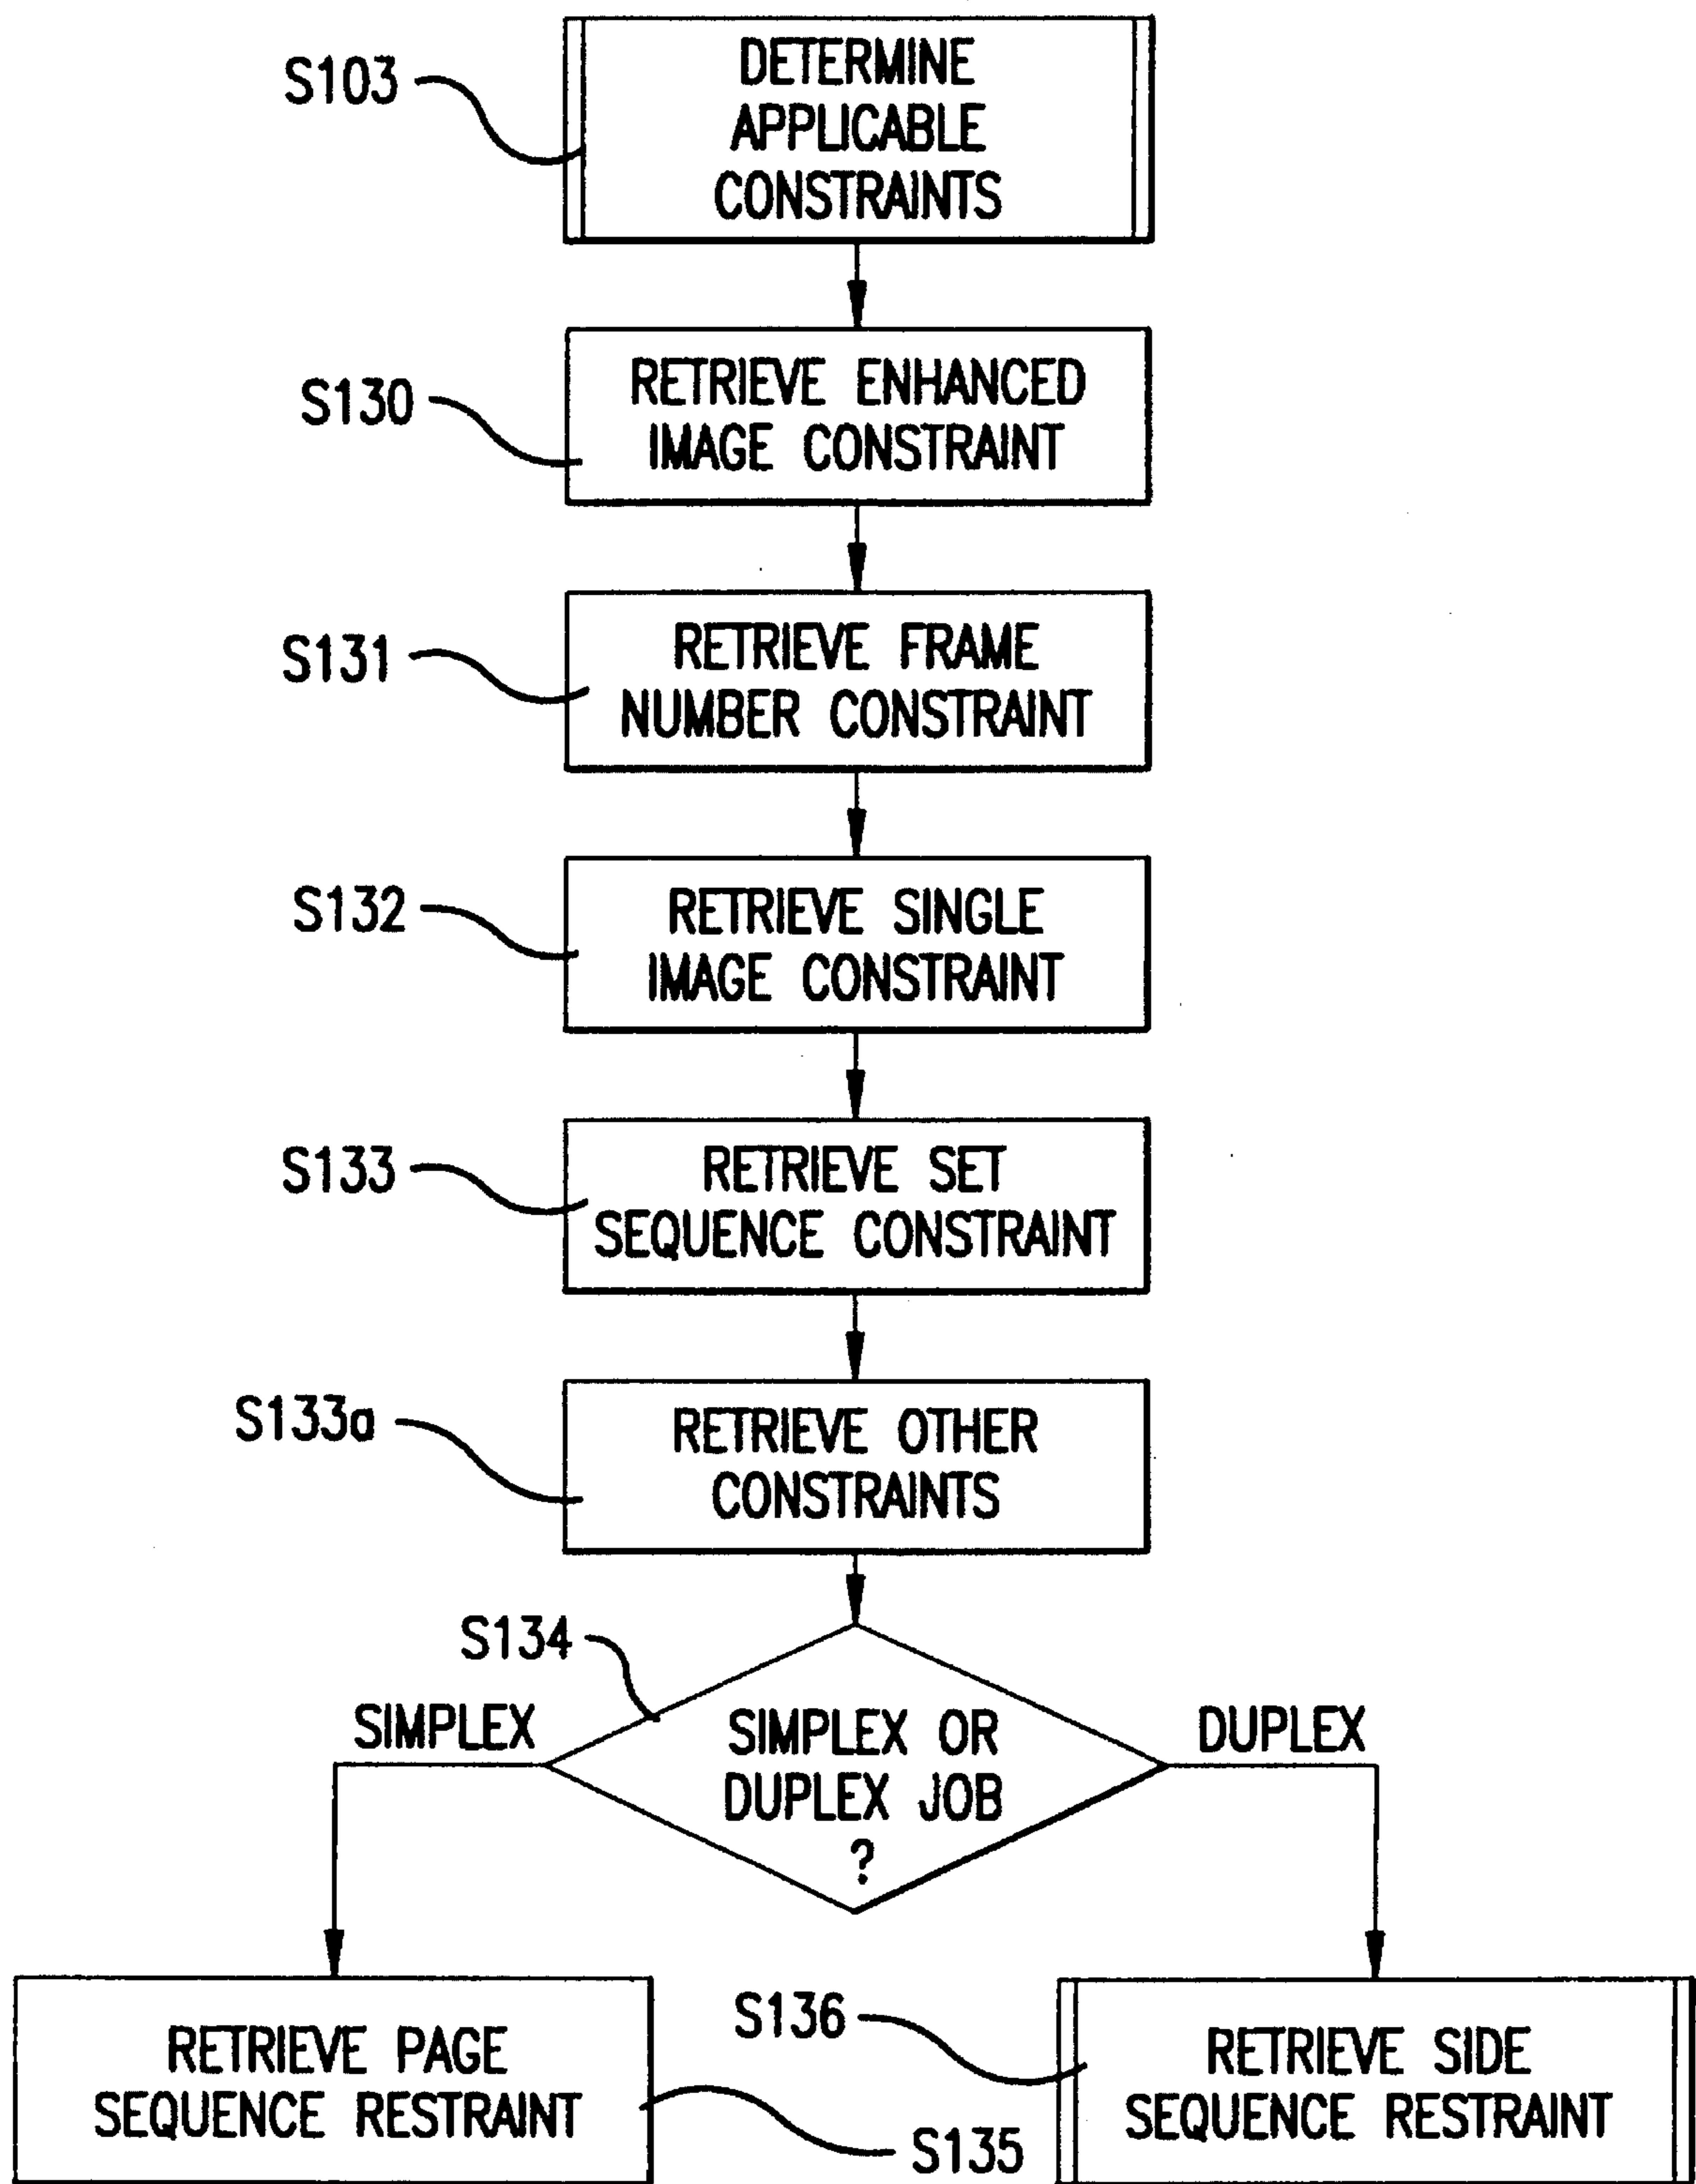 S103
DETERMINE
APPLICABLE
CONSTRAINTS
S130
RETRIEVE ENHANCED
IMAGE CONSTRAINT
S131
RETRIEVE FRAME
NUMBER CONSTRAINT
S132
RETRIEVE SINGLE
IMAGE CONSTRAINT
S133
RETRIEVE SET
SEQUENCE CONSTRAINT
S133a
RETRIEVE OTHER
CONSTRAINTS
S134
SIMPLEX
SIMPLEX OR
DUPLEX JOB
?
DUPLEX
RETRIEVE PAGE
SEQUENCE RESTRAINT
S135
S136
RETRIEVE SIDE
SEQUENCE RESTRAINT